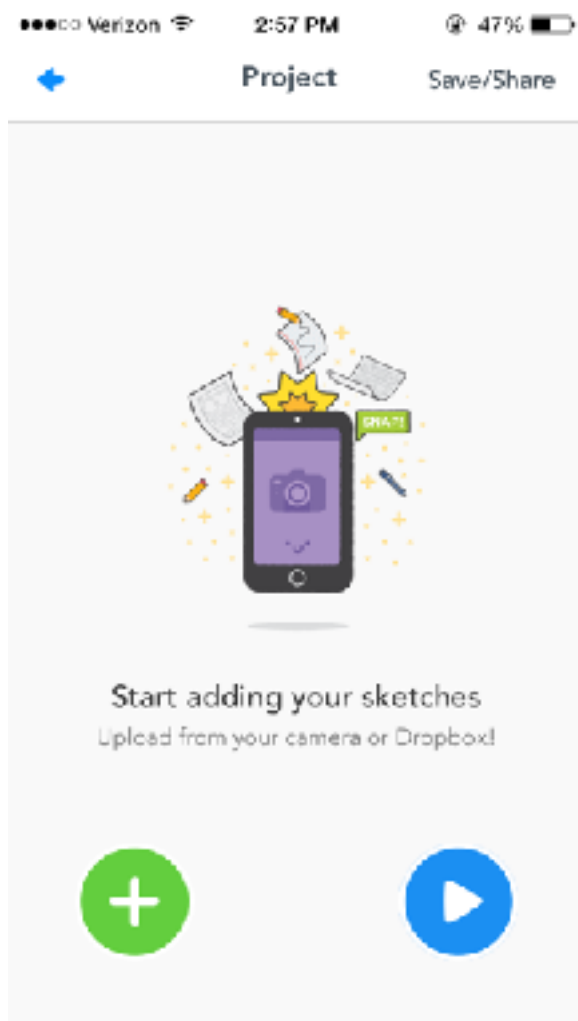 Verizon 2:57 PM 47%
Project Save/Share
SNAP!
Start adding your sketches
Upload from your camera or Dropbox!